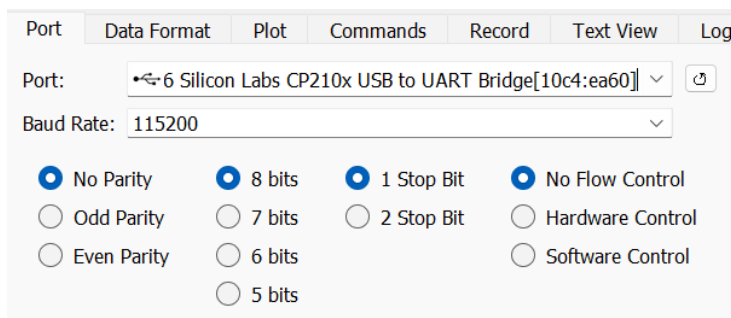 Port Data Format Plot Commands Record Text View Log
Port: 6 Silicon Labs CP210x USB to UART Bridge[10c4:ea60]
Baud Rate: 115200
No Parity 8 bits 1 Stop Bit No Flow Control
Odd Parity 7 bits 2 Stop Bit Hardware Control
Even Parity 6 bits Software Control
5 bits